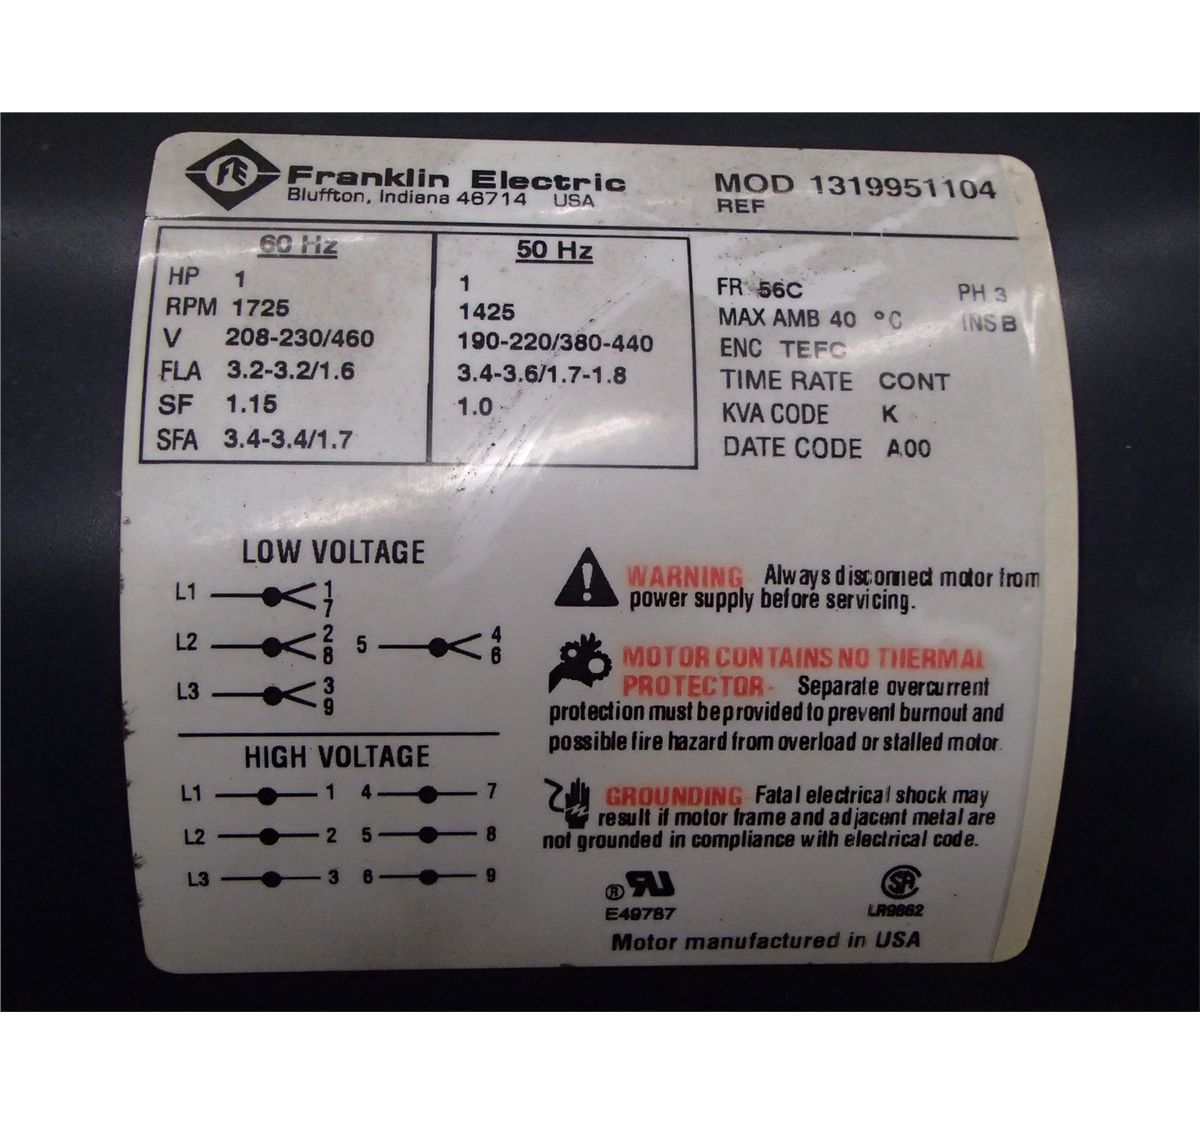 FE Franklin Electric
Bluffton, Indiana 46714 USA
MOD 1319951104
REF
60 Hz
HP 1
RPM 1725
V 208-230/460
FLA 3.2-3.2/1.6
SF 1.15
SFA 3.4-3.4/1.7
50 Hz
1
1425
190-220/380-440
3.4-3.6/1.7-1.8
1.0
FR 56C PH 3
MAX AMB 40 °C INS B
ENC TEFC
TIME RATE CONT
KVA CODE K
DATE CODE A00
LOW VOLTAGE
L1 1
7
L2 2 5 4
8 6
L3 3
9
HIGH VOLTAGE
L1 1 4 7
L2 2 5 8
L3 3 6 9
WARNING Always disconnect motor from
power supply before servicing.
MOTOR CONTAINS NO THERMAL
PROTECTOR- Separate overcurrent
protection must be provided to prevent burnout and
possible fire hazard from overload or stalled motor.
GROUNDING- Fatal electrical shock may
result if motor frame and adjacent metal are
not grounded in compliance with electrical code.
® RU
E49787
SA
LR9862
Motor manufactured in USA